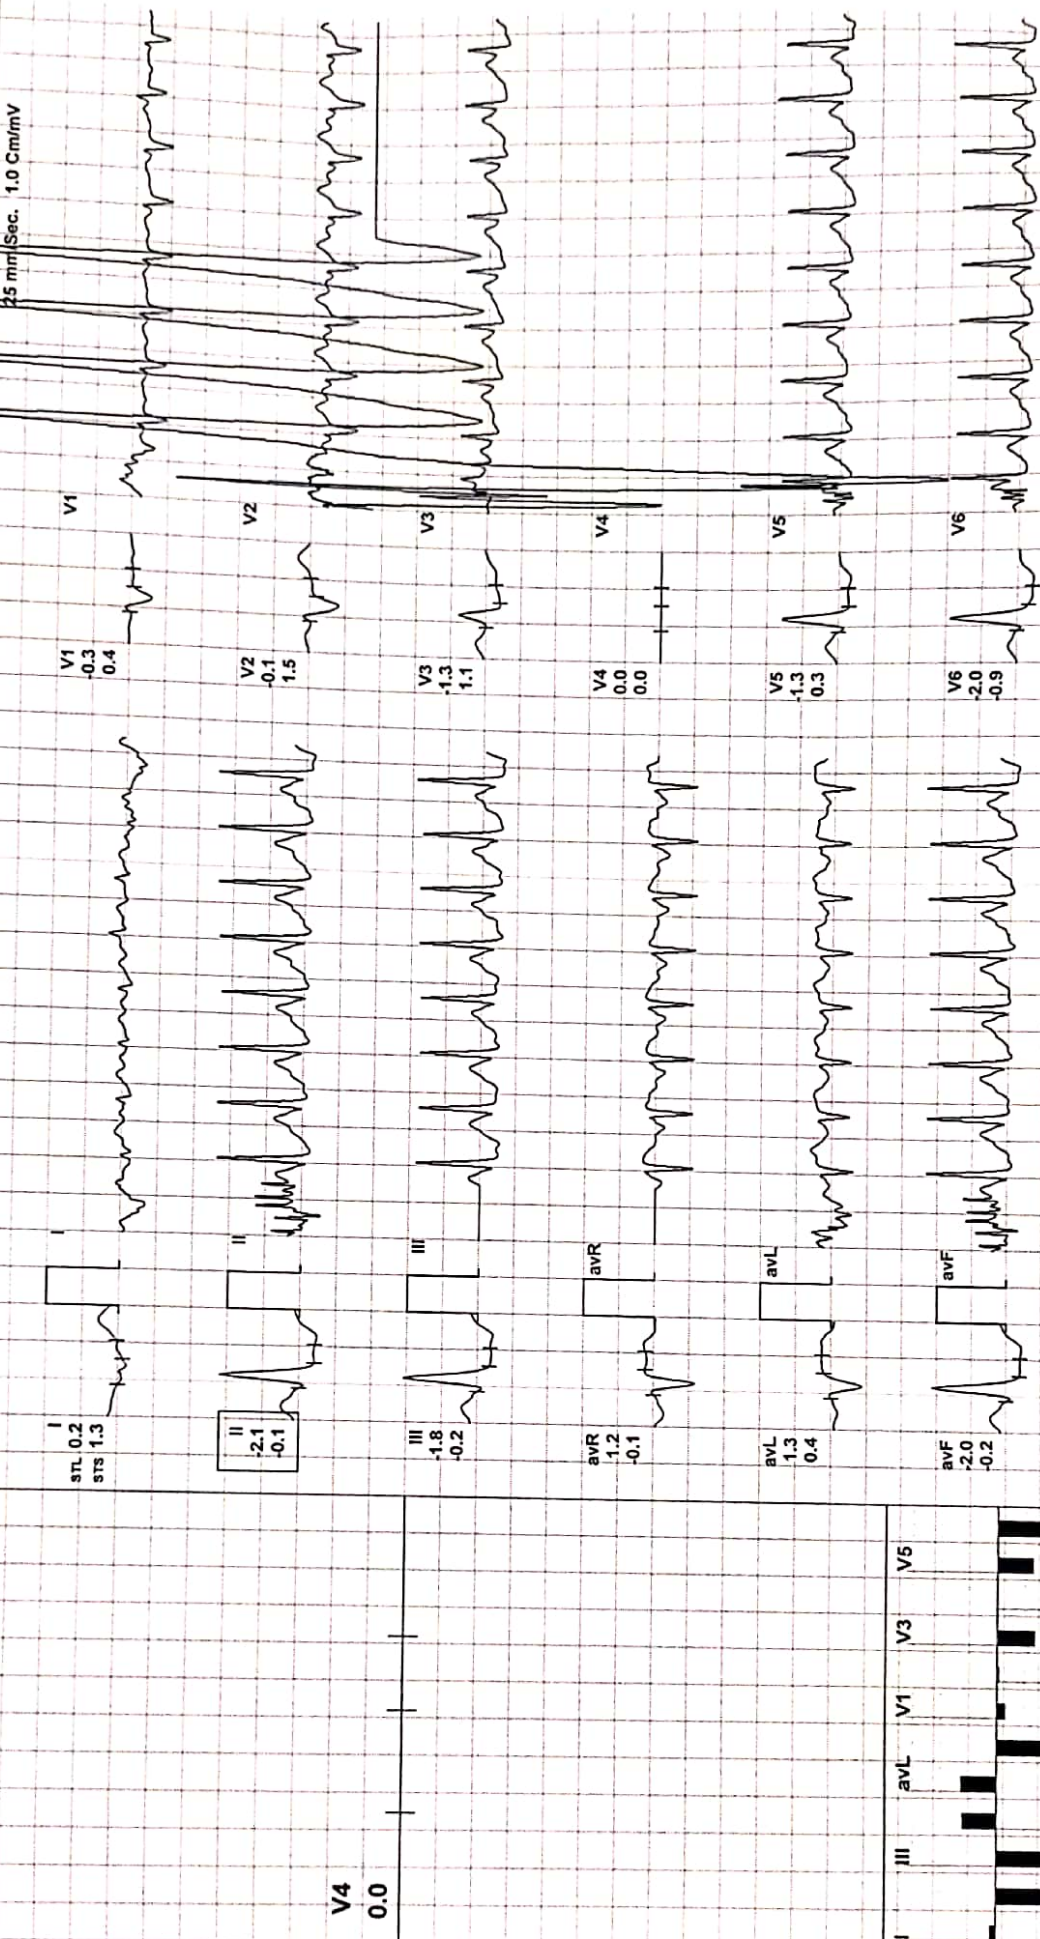 25 mm/Sec. 1.0 Cm/mV
V4
0.0
I
STL 0.2
STS 1.3
I
V1
-0.3
0.4
V1
II
-2.1
-0.1
II
V2
-0.1
1.5
V2
III
-1.8
-0.2
III
V3
-1.3
1.1
V3
avR
1.2
-0.1
avR
V4
0.0
0.0
V4
avL
1.3
0.4
avL
V5
-1.3
0.3
V5
avF
-2.0
-0.2
avF
V6
-2.0
-0.9
V6
I III avL V1 V3 V5